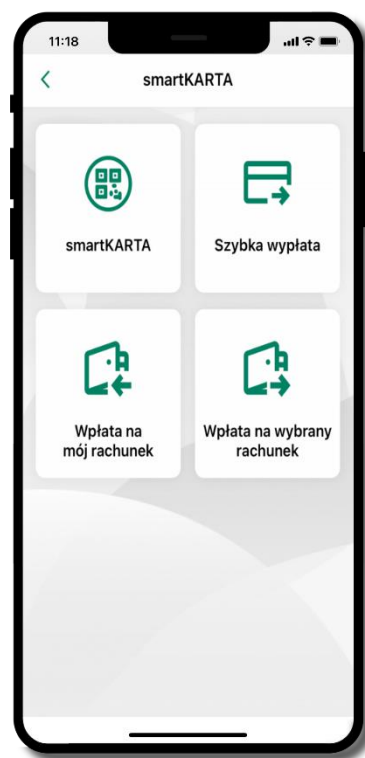 11:18
smartKARTA
smartKARTA
Szybka wypłata
Wpłata na
mój rachunek
Wpłata na wybrany
rachunek